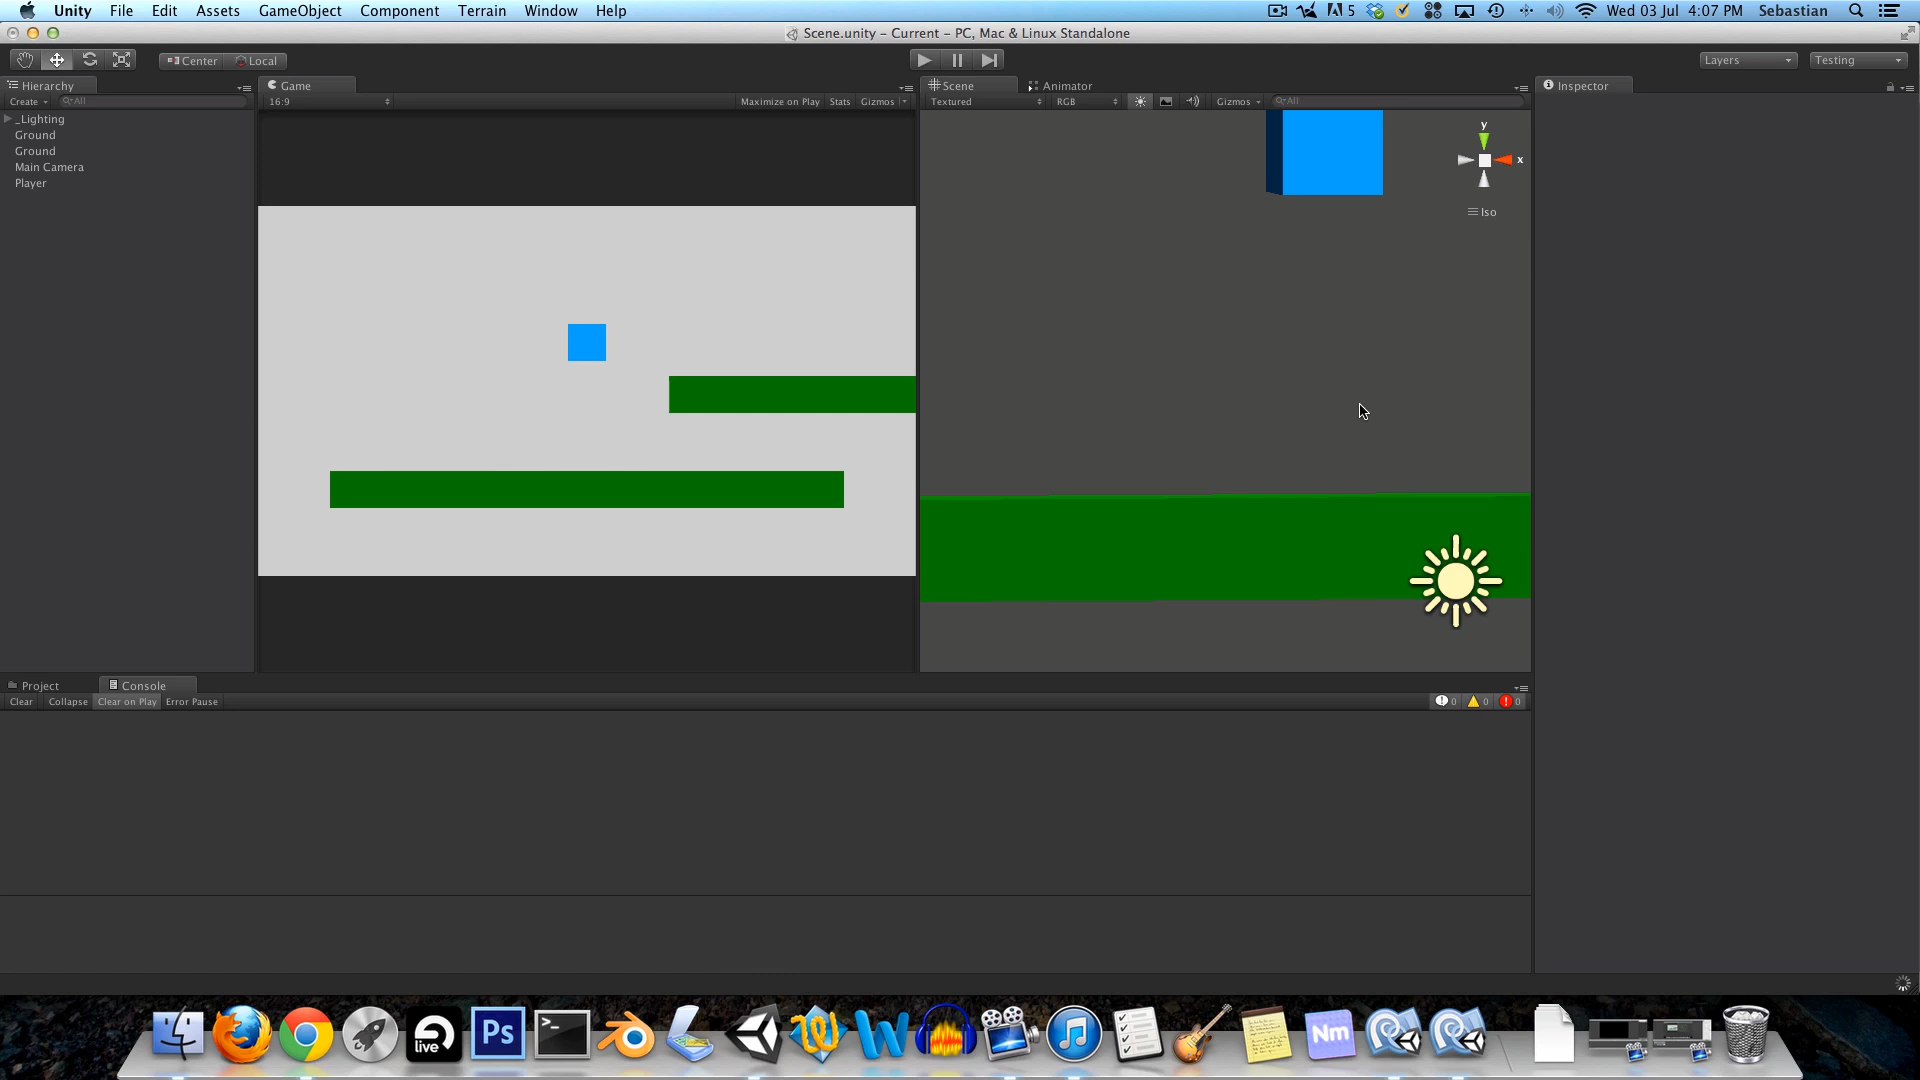 Unity File Edit Assets GameObject Component Terrain Window Help
5 Wed 03 Jul 4:07 PM Sebastian
Scene.unity – Current – PC, Mac & Linux Standalone
Center Local
Layers Testing
Hierarchy
Create All
_Lighting
Ground
Ground
Main Camera
Player
Game
16:9 Maximize on Play Stats Gizmos
Scene Animator
Textured RGB Gizmos All
y
x
Iso
Inspector
Project Console
Clear Collapse Clear on Play Error Pause
0 0 0
live Ps >_ W Nm